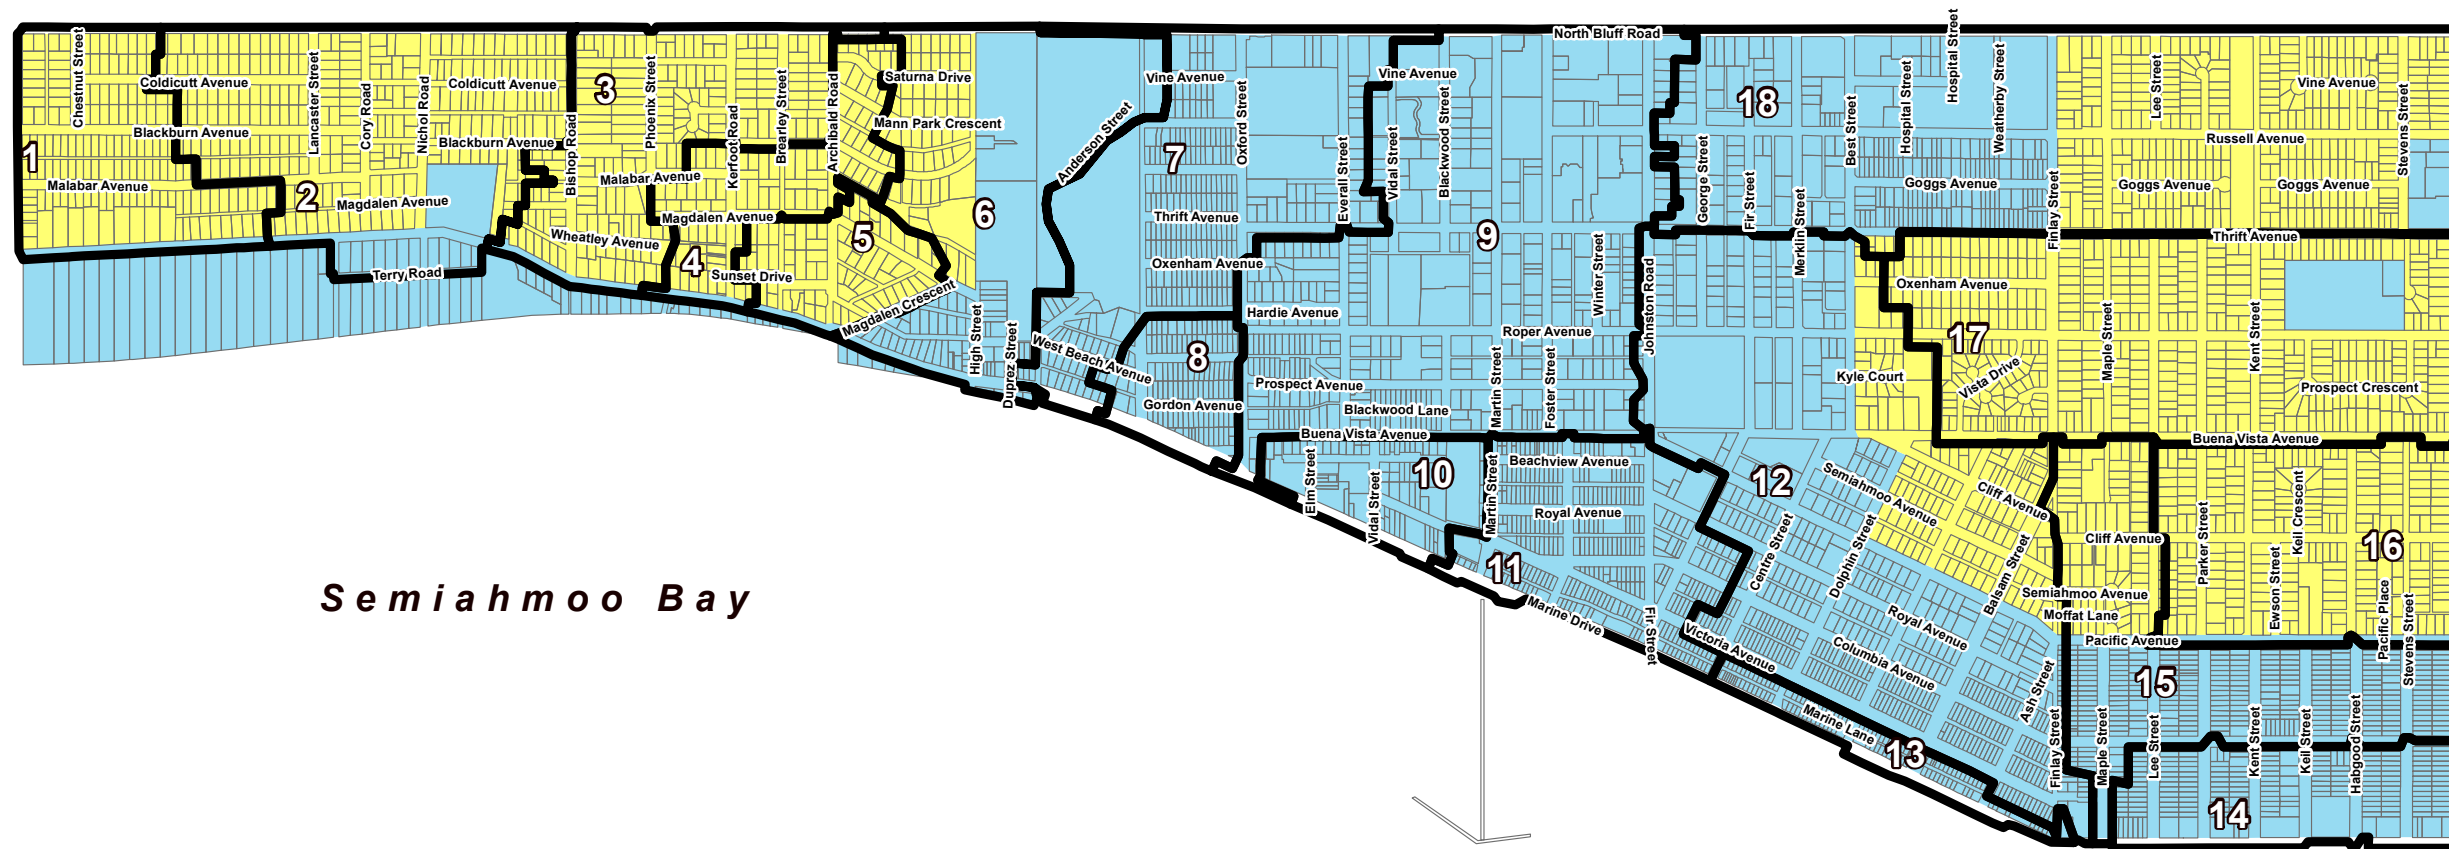 North Bluff Road
Chestnut Street
Coldicutt Avenue
Lancaster Street
Cory Road
Nichol Road
Coldicutt Avenue
Bishop Road
3
Phoenix Street
Kerfoot Road
Brearley Street
Archibald Road
Saturna Drive
Mann Park Crescent
Anderson Street
Vine Avenue
Oxford Street
Vine Avenue
Everall Street
Vidal Street
Blackwood Street
18
George Street
Fir Street
Merklin Street
Best Street
Hospital Street
Hospital Street
Weatherby Street
Finlay Street
Lee Street
Vine Avenue
Stevens Street
Russell Avenue
Blackburn Avenue
Blackburn Avenue
1
Malabar Avenue
2
Magdalen Avenue
Malabar Avenue
Magdalen Avenue
Wheatley Avenue
4
Sunset Drive
5
6
7
Thrift Avenue
9
Goggs Avenue
Goggs Avenue
Goggs Avenue
Thrift Avenue
Terry Road
Magdalen Crescent
High Street
Duprez Street
West Beach Avenue
Oxenham Avenue
Hardie Avenue
8
Winter Street
Johnston Road
Roper Avenue
Oxenham Avenue
17
Maple Street
Kent Street
Kyle Court
Vista Drive
Prospect Crescent
Prospect Avenue
Gordon Avenue
Blackwood Lane
Martin Street
Foster Street
Buena Vista Avenue
Buena Vista Avenue
Elm Street
Vidal Street
10
Martin Street
Beachview Avenue
Royal Avenue
12
Semiahmoo Avenue
Cliff Avenue
Centre Street
Dolphin Street
Balsam Street
Cliff Avenue
Parker Street
Keil Crescent
16
Ewson Street
Pacific Place
Stevens Street
11
Marine Drive
Fir Street
Victoria Avenue
Royal Avenue
Columbia Avenue
Semiahmoo Avenue
Moffat Lane
Pacific Avenue
Semiahmoo Bay
15
Ash Street
Finlay Street
Maple Street
Lee Street
Kent Street
Keil Street
Habgood Street
Marine Lane
13
14